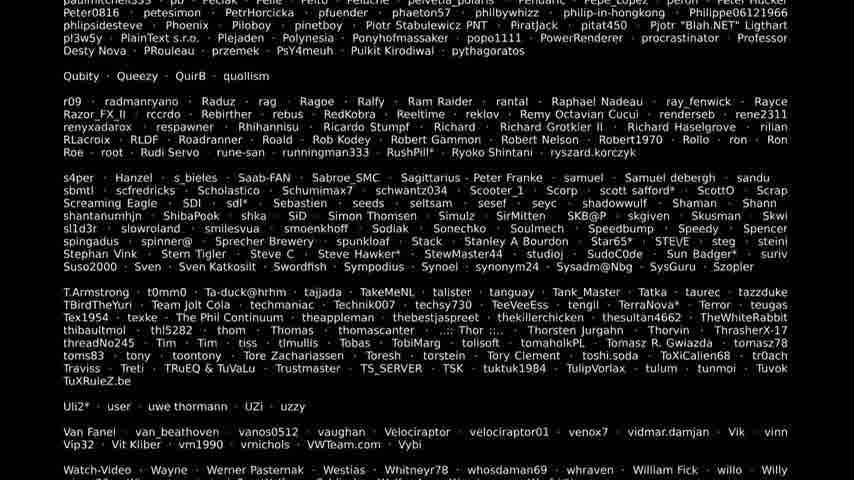 Peter0816 · petesimon · PetrHorcicka · pfuender · phaeton57 · philbywhizz · philip-in-hongkong · Philippe06121966
phlipsidesteve · Phoenix · Piloboy · pinetboy · Piotr Stabulewicz PNT · PiratJack · pitat450 · Pjotr "Blah.NET" Ligthart
pl3w5y · PlainText s.r.o. · Plejaden · Polynesia · Ponyhofmassaker · popo1111 · PowerRenderer · procrastinator · Professor
Desty Nova · PRouleau · przemek · PsY4meuh · Pulkit Kirodiwal · pythagoratos
Qubity · Queezy · QuirB · quollism
r09 · radmanryano · Raduz · rag · Ragoe · Ralfy · Ram Raider · rantal · Raphael Nadeau · ray_fenwick · Rayce
Razor_FX_II · rccrdo · Rebirther · rebus · RedKobra · Reeltime · reklov · Remy Octavian Cucui · renderseb · rene2311
renyxadarox · respawner · Rhihannisu · Ricardo Stumpf · Richard · Richard Grotkier II · Richard Haselgrove · rilian
RLacroix · RLDF · Roadranner · Roald · Rob Kodey · Robert Gammon · Robert Nelson · Robert1970 · Rollo · ron · Ron
Roe · root · Rudi Servo · rune-san · runningman333 · RushPill* · Ryoko Shintani · ryszard.korczyk
s4per · Hanzel · s_bieles · Saab-FAN · Sabroe_SMC · Sagittarius - Peter Franke · samuel · Samuel debergh · sandu
sbmtl · scfredricks · Scholastico · Schumimax7 · schwantz034 · Scooter_1 · Scorp · scott safford* · ScottO · Scrap
Screaming Eagle · SDI · sdl* · Sebastien · seeds · seltsam · sesef · seyc · shadowwulf · Shaman · Shann
shantanumhjn · ShibaPook · shka · SiD · Simon Thomsen · Simulz · SirMitten · SKB@P · skgiven · Skusman · Skwi
sl1d3r · slowroland · smilesvua · smoenkhoff · Sodiak · Sonechko · Soulmech · Speedbump · Speedy · Spencer
spingadus · spinner@ · Sprecher Brewery · spunkloaf · Stack · Stanley A Bourdon · Star65* · STE\/E · steg · steini
Stephan Vink · Stern Tigler · Steve C · Steve Hawker* · StewMaster44 · studioj · SudoC0de · Sun Badger* · suriv
Suso2000 · Sven · Sven Katkosilt · Swordfish · Sympodius · Synoei · synonym24 · Sysadm@Nbg · SysGuru · Szopler
T.Armstrong · t0mm0 · Ta-duck@hrhm · tajjada · TakeMeNL · talister · tanguay · Tank_Master · Tatka · taurec · tazzduke
TBirdTheYuri · Team Jolt Cola · techmaniac · Technik007 · techsy730 · TeeVeeEss · tengil · TerraNova* · Terror · teugas
Tex1954 · texke · The Phil Continuum · theappleman · thebestjaspreet · thekillerchicken · thesultan4662 · TheWhiteRabbit
thibaultmol · thl5282 · thom · Thomas · thomascanter · ..:: Thor ::.. · Thorsten Jurgahn · Thorvin · ThrasherX-17
threadNo245 · Tim · Tim · tiss · tlmullis · Tobas · TobiMarg · tolisoft · tomaholkPL · Tomasz R. Gwiazda · tomasz78
toms83 · tony · toontony · Tore Zachariassen · Toresh · torstein · Tory Clement · toshi.soda · ToXiCalien68 · tr0ach
Traviss · Treti · TRuEQ & TuVaLu · Trustmaster · TS_SERVER · TSK · tuktuk1984 · TulipVorlax · tulum · tunmoi · Tuvok
TuXRuleZ.be
Uli2* · user · uwe thormann · UZi · uzzy
Van Fanel · van_beathoven · vanos0512 · vaughan · Velociraptor · velociraptor01 · venox7 · vidmar.damjan · Vik · vinn
Vip32 · Vit Kliber · vm1990 · vrnichols · VWTeam.com · Vybi
Watch-Video · Wayne · Werner Pasternak · Westias · Whitneyr78 · whosdaman69 · whraven · William Fick · willo · Willy